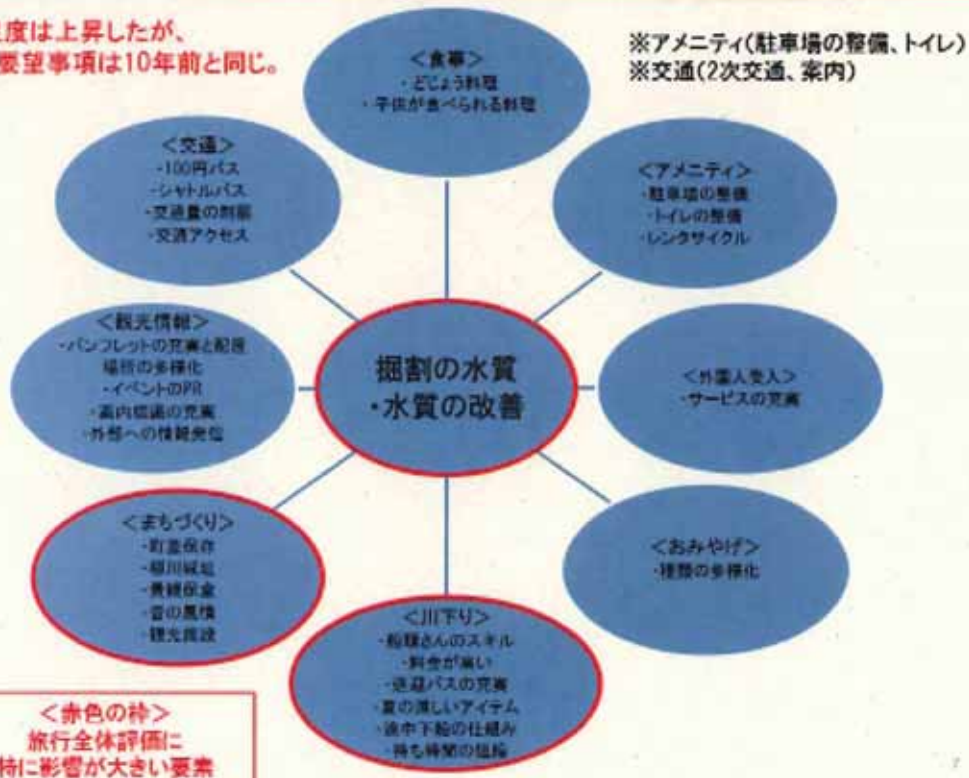 度は上昇したが、
要望事項は10年前と同じ。
※アメニティ(駐車場の整備、トイレ)
※交通(2次交通、案内)
＜食事＞
・どじょう料理
・子供が食べられる料理
＜交通＞
・100円バス
・シャトルバス
・交通量の制限
・交通アクセス
＜アメニティ＞
・駐車場の整備
・トイレの整備
・レンタサイクル
＜観光情報＞
・パンフレットの充実と配置
場所の多様化
・イベントのPR
・案内標識の充実
・外部への情報発信
掘割の水質
・水質の改善
＜外国人受入＞
・サービスの充実
＜まちづくり＞
・町並保存
・柳川城址
・景観保全
・昔の風情
・観光施設
＜おみやげ＞
・種類の多様化
＜川下り＞
・船頭さんのスキル
・料金が高い
・送迎バスの充実
・夏の涼しいアイテム
・途中下船の仕組み
・待ち時間の短縮
＜赤色の枠＞
旅行全体評価に
特に影響が大きい要素